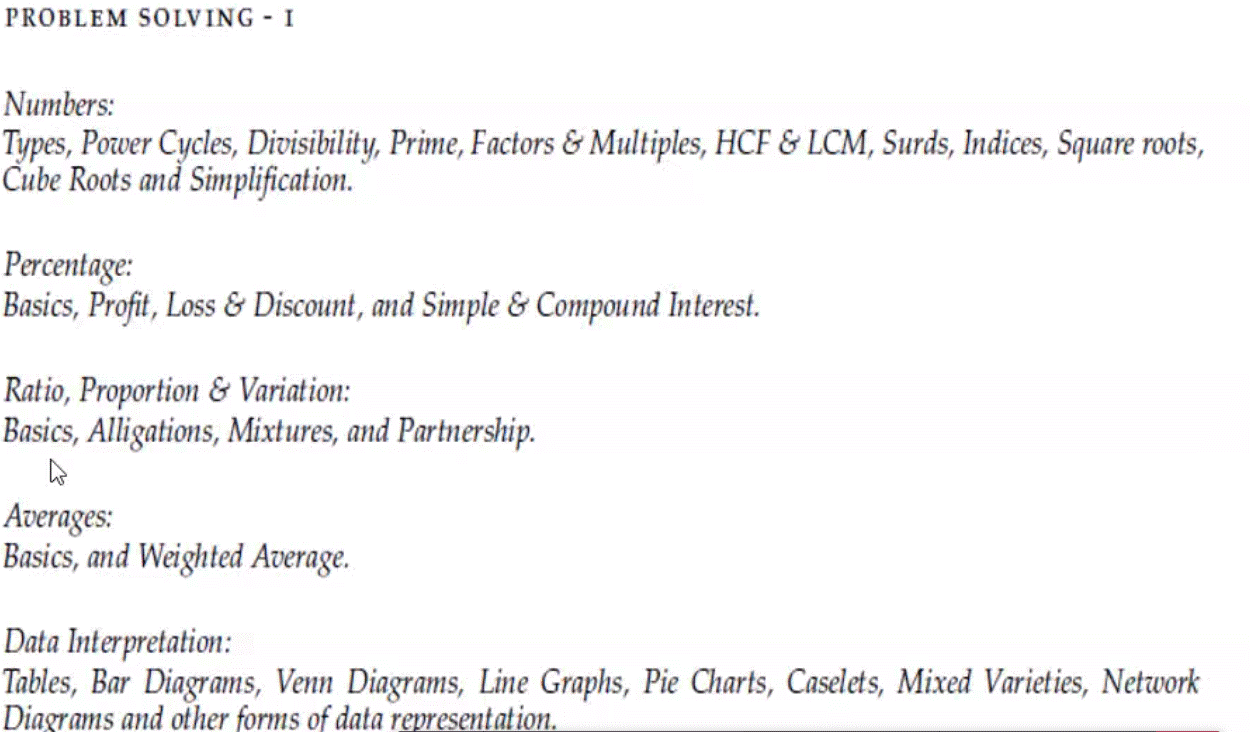 PROBLEM SOLVING - I
Numbers:
Types, Power Cycles, Divisibility, Prime, Factors & Multiples, HCF & LCM, Surds, Indices, Square roots,
Cube Roots and Simplification.
Percentage:
Basics, Profit, Loss & Discount, and Simple & Compound Interest.
Ratio, Proportion & Variation:
Basics, Alligations, Mixtures, and Partnership.
Averages:
Basics, and Weighted Average.
Data Interpretation:
Tables, Bar Diagrams, Venn Diagrams, Line Graphs, Pie Charts, Caselets, Mixed Varieties, Network
Diagrams and other forms of data representation.